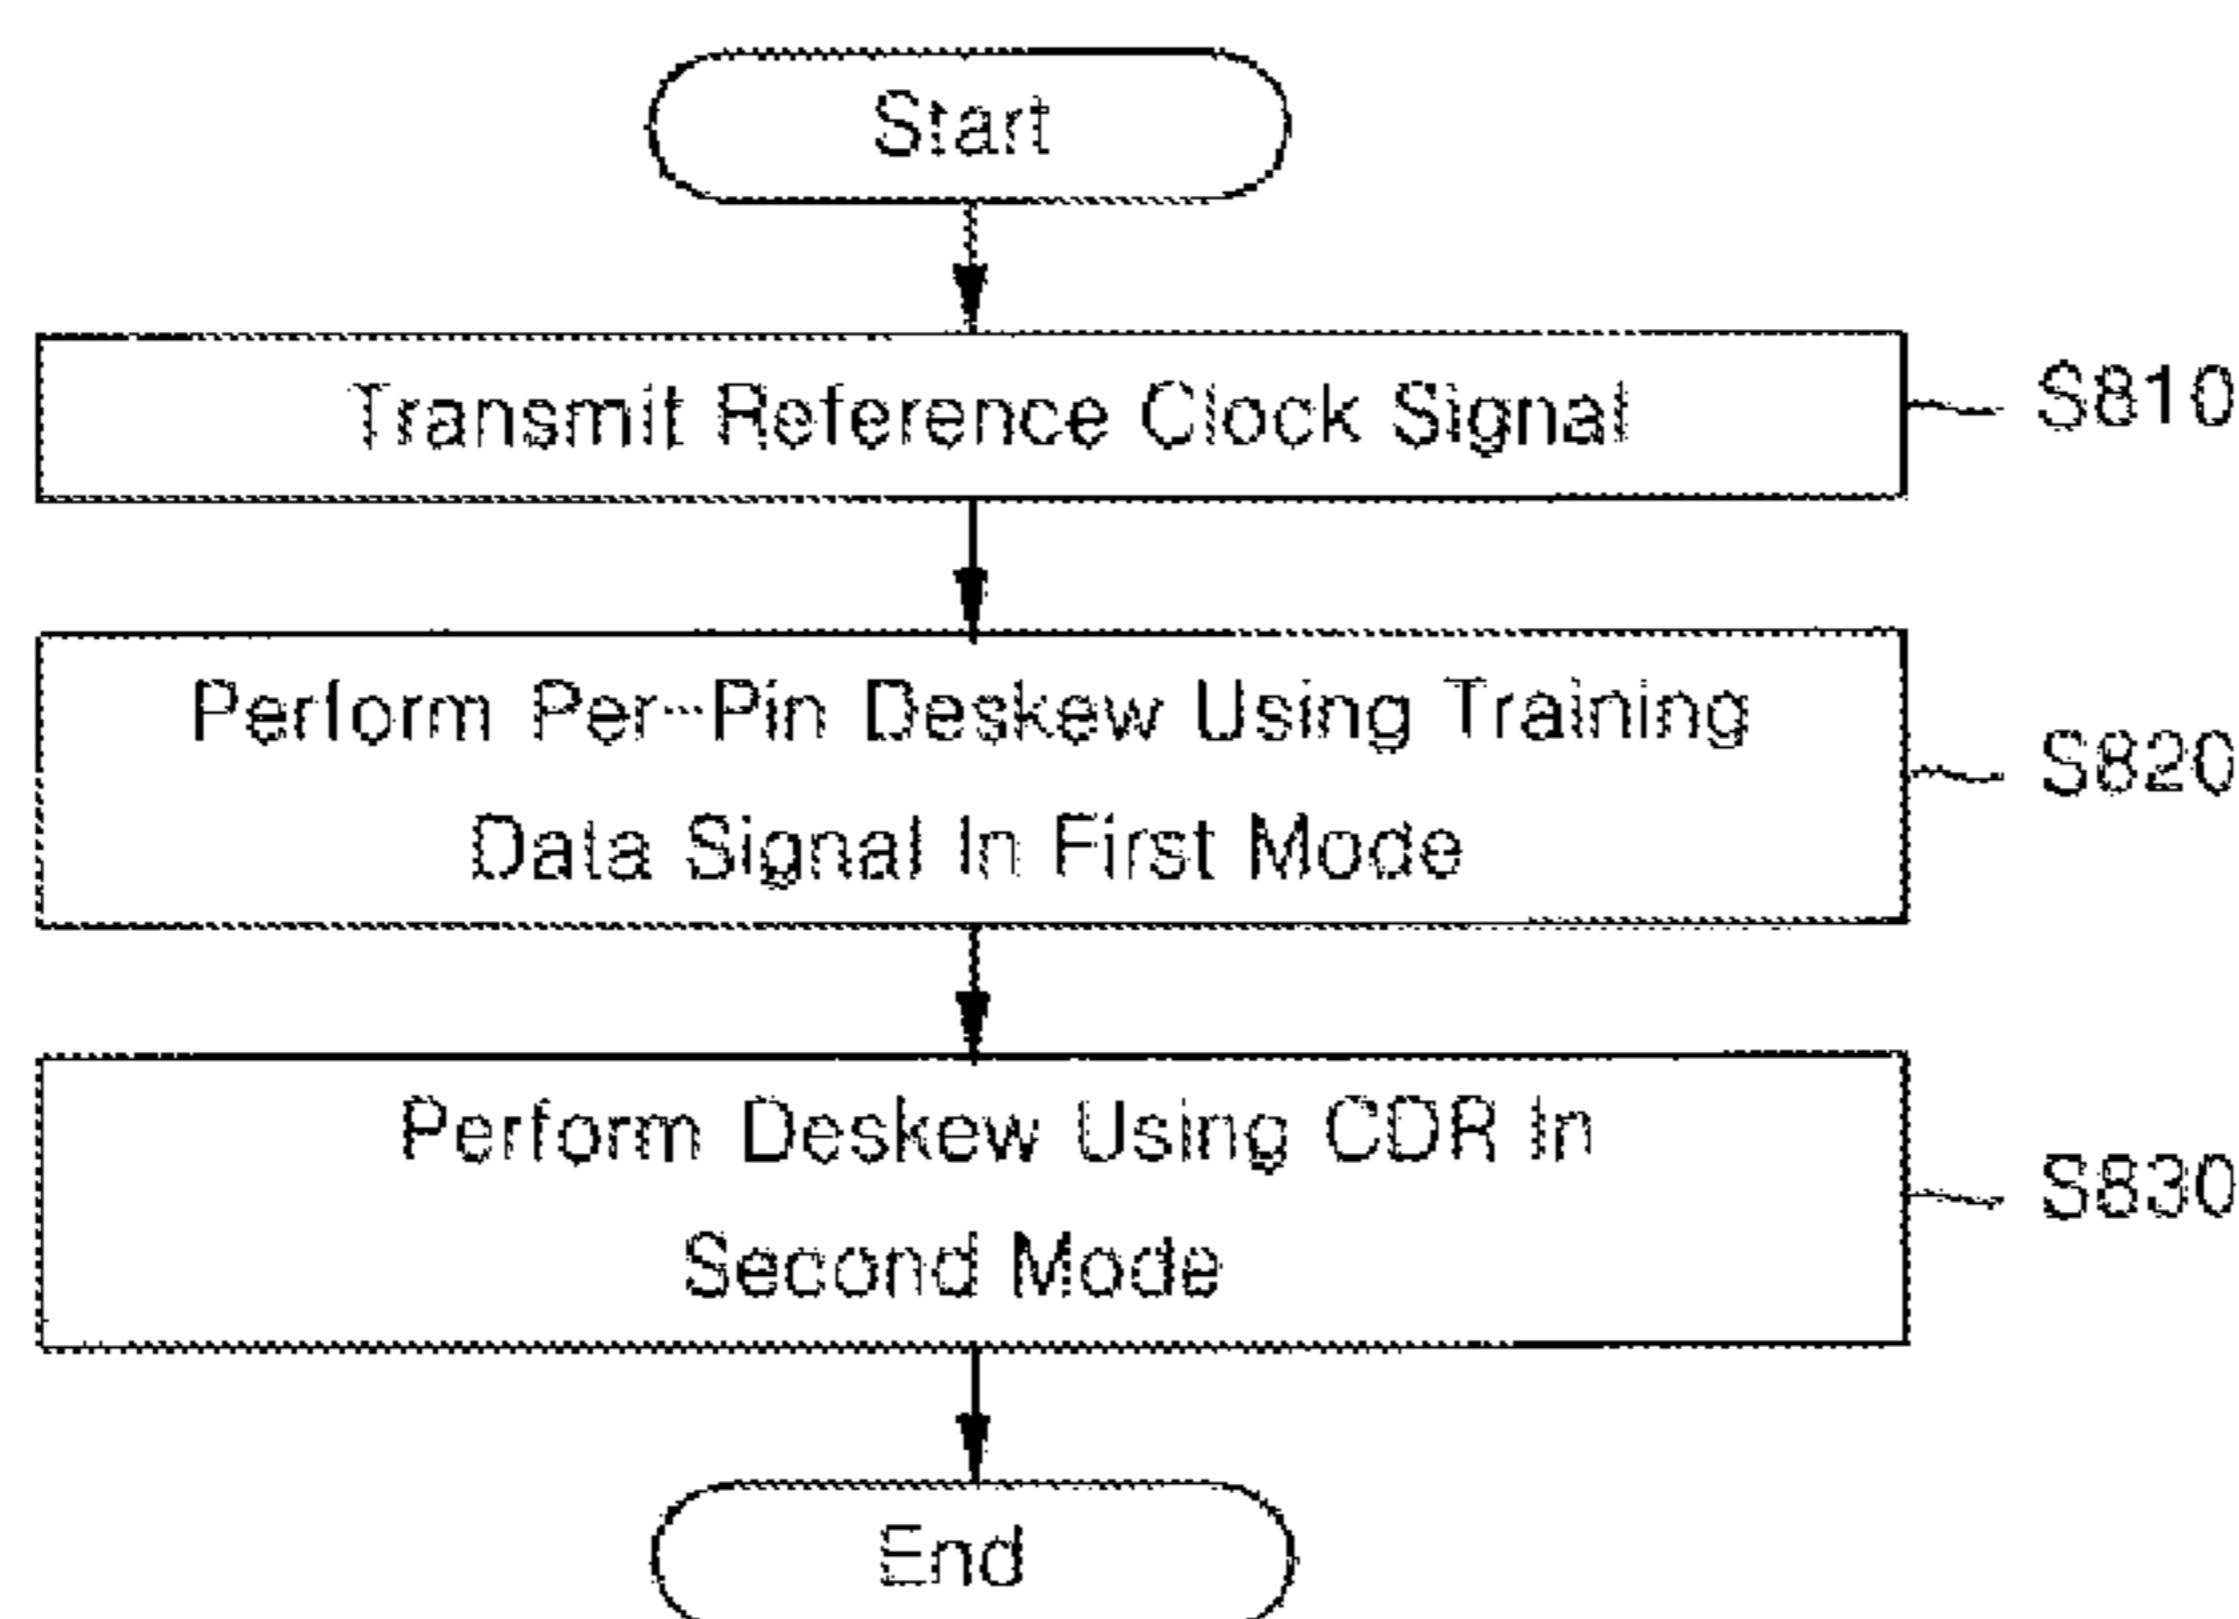 Start
Transmit Reference Clock Signal
S810
Perform Per-Pin Deskew Using Training
Data Signal In First Mode
S820
Perform Deskew Using CDR In
Second Mode
S830
End